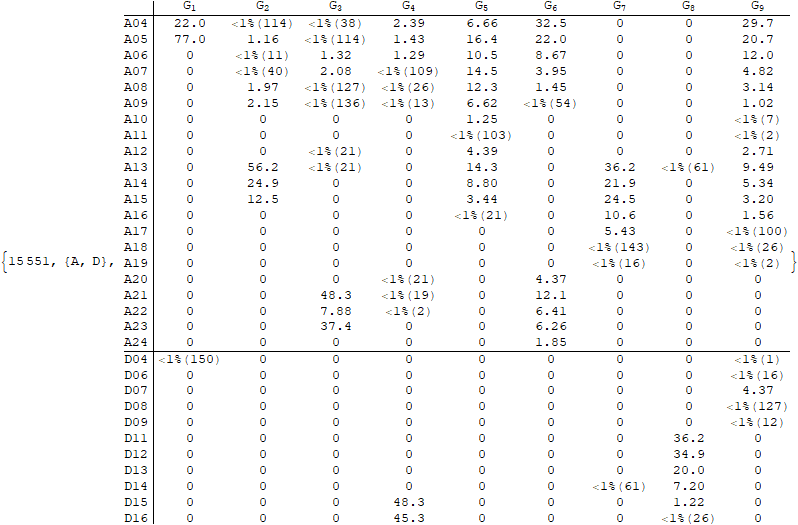 G1 G2 G3 G4 G5 G6 G7 G8 G9
A04 22.0 <1%(114) <1%(38) 2.39 6.66 32.5 0 0 29.7
A05 77.0 1.16 <1%(114) 1.43 16.4 22.0 0 0 20.7
A06 0 <1%(11) 1.32 1.29 10.5 8.67 0 0 12.0
A07 0 <1%(40) 2.08 <1%(109) 14.5 3.95 0 0 4.82
A08 0 1.97 <1%(127) <1%(26) 12.3 1.45 0 0 3.14
A09 0 2.15 <1%(136) <1%(13) 6.62 <1%(54) 0 0 1.02
A10 0 0 0 0 1.25 0 0 0 <1%(7)
A11 0 0 0 0 <1%(103) 0 0 0 <1%(2)
A12 0 0 <1%(21) 0 4.39 0 0 0 2.71
A13 0 56.2 <1%(21) 0 14.3 0 36.2 <1%(61) 9.49
A14 0 24.9 0 0 8.80 0 21.9 0 5.34
A15 0 12.5 0 0 3.44 0 24.5 0 3.20
A16 0 0 0 0 <1%(21) 0 10.6 0 1.56
A17 0 0 0 0 0 0 5.43 0 <1%(100)
A18 0 0 0 0 0 0 <1%(143) 0 <1%(26)
{15551, {A, D}, A19 0 0 0 0 0 0 <1%(16) 0 <1%(2) }
A20 0 0 0 <1%(21) 0 4.37 0 0 0
A21 0 0 48.3 <1%(19) 0 12.1 0 0 0
A22 0 0 7.88 <1%(2) 0 6.41 0 0 0
A23 0 0 37.4 0 0 6.26 0 0 0
A24 0 0 0 0 0 1.85 0 0 0
D04 <1%(150) 0 0 0 0 0 0 0 <1%(1)
D06 0 0 0 0 0 0 0 0 <1%(16)
D07 0 0 0 0 0 0 0 0 4.37
D08 0 0 0 0 0 0 0 0 <1%(127)
D09 0 0 0 0 0 0 0 0 <1%(12)
D11 0 0 0 0 0 0 0 36.2 0
D12 0 0 0 0 0 0 0 34.9 0
D13 0 0 0 0 0 0 0 20.0 0
D14 0 0 0 0 0 0 <1%(61) 7.20 0
D15 0 0 0 48.3 0 0 0 1.22 0
D16 0 0 0 45.3 0 0 0 <1%(26) 0